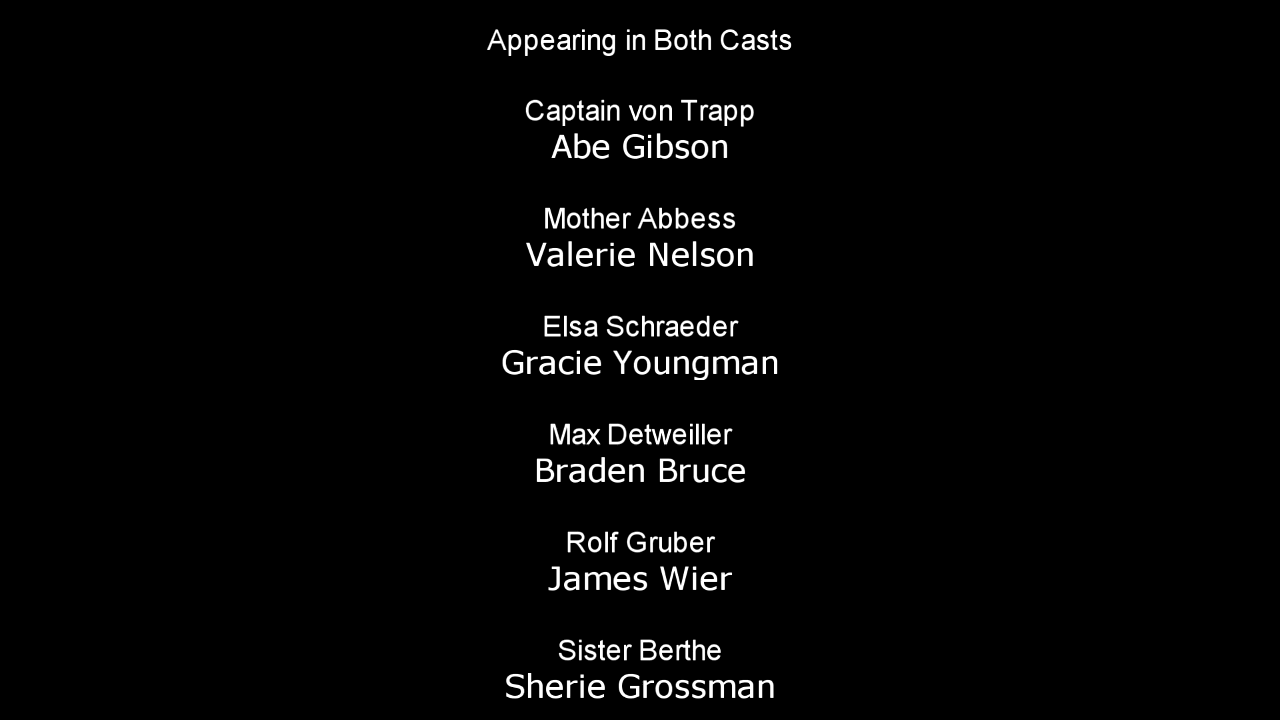 Appearing in Both Casts
Captain von Trapp
Abe Gibson
Mother Abbess
Valerie Nelson
Elsa Schraeder
Gracie Youngman
Max Detweiller
Braden Bruce
Rolf Gruber
James Wier
Sister Berthe
Sherie Grossman